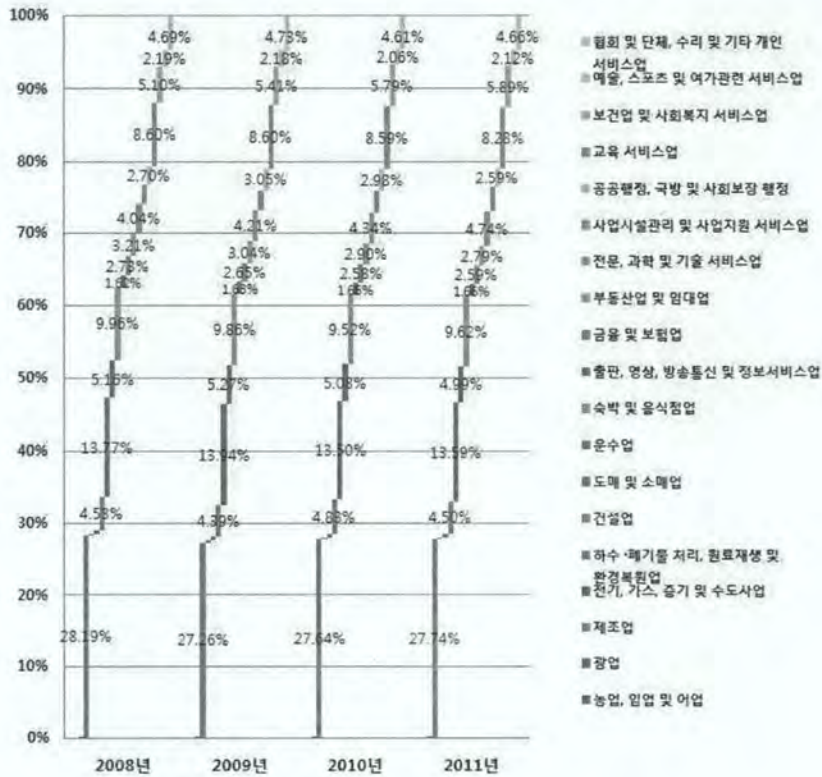 100%
90%
80%
70%
60%
50%
40%
30%
20%
10%
0%
4.69%
2.19%
5.10%
8.60%
2.70%
4.04%
3.21%
2.73%
9.96%
5.16%
13.77%
4.53%
28.19%
2008년
4.73%
2.18%
5.41%
8.60%
3.05%
4.21%
3.04%
2.65%
1.66%
9.86%
5.27%
13.94%
4.39%
27.26%
2009년
4.61%
2.06%
5.79%
8.59%
2.98%
4.34%
2.90%
2.58%
1.66%
9.52%
5.08%
13.50%
4.88%
27.64%
2010년
4.66%
2.12%
5.89%
8.28%
2.59%
4.74%
2.79%
2.59%
1.66%
9.62%
4.99%
13.59%
4.50%
27.74%
2011년
협회 및 단체, 수리 및 기타 개인
서비스업
예술, 스포츠 및 여가관련 서비스업
보건업 및 사회복지 서비스업
교육 서비스업
공공행정, 국방 및 사회보장 행정
사업시설관리 및 사업지원 서비스업
전문, 과학 및 기술 서비스업
부동산업 및 임대업
금융 및 보험업
출판, 영상, 방송통신 및 정보서비스업
숙박 및 음식점업
운수업
도매 및 소매업
건설업
하수·폐기물 처리, 원료재생 및
환경복원업
전기, 가스, 증기 및 수도사업
제조업
광업
농업, 임업 및 어업